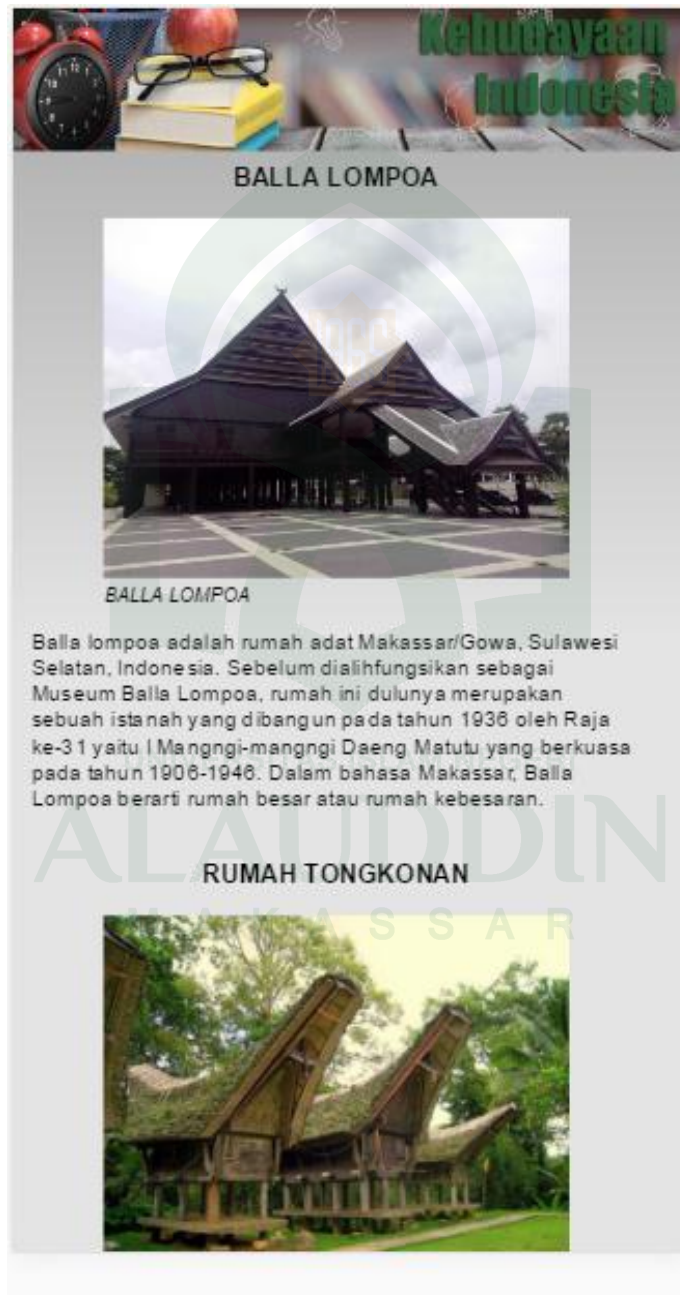 Kebudayaan
Indonesia
BALLA LOMPOA
BALLA LOMPOA
Balla lompoa adalah rumah adat Makassar/Gowa, Sulawesi
Selatan, Indonesia. Sebelum dialihfungsikan sebagai
Museum Balla Lompoa, rumah ini dulunya merupakan
sebuah istanah yang dibangun pada tahun 1936 oleh Raja
ke-31 yaitu I Mangngi-mangngi Daeng Matutu yang berkuasa
pada tahun 1906-1946. Dalam bahasa Makassar, Balla
Lompoa berarti rumah besar atau rumah kebesaran.
ALAUDDIN
RUMAH TONGKONAN
MAKASSAR